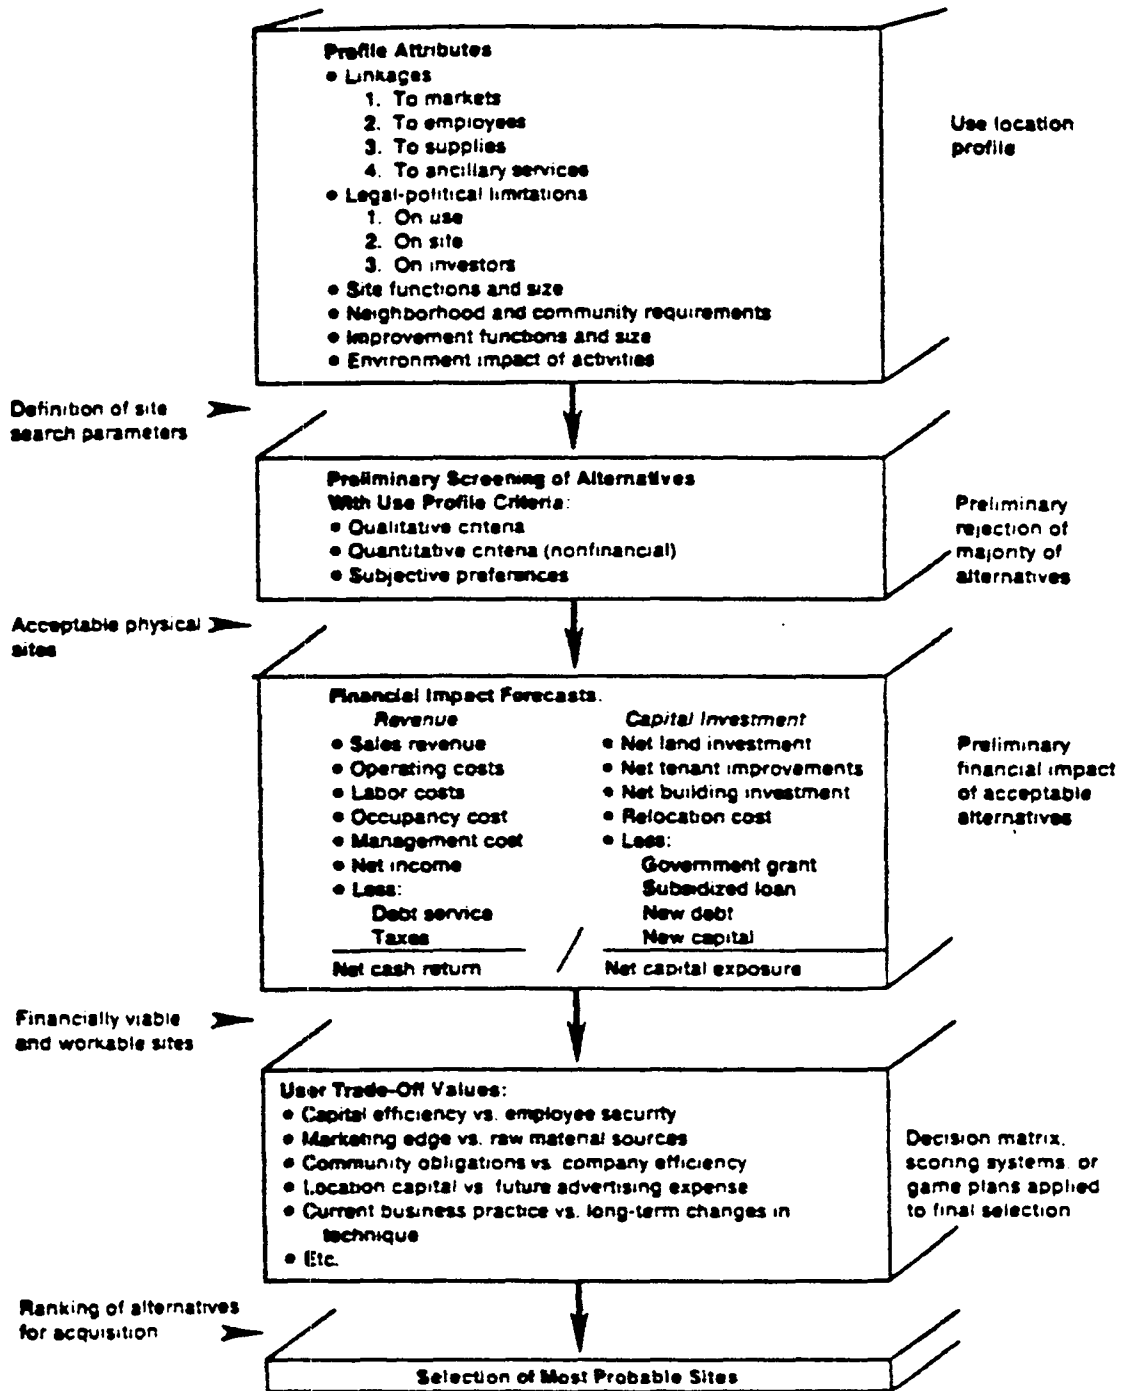 Profile Attributes
• Linkages
1. To markets
2. To employees
3. To supplies
4. To ancillary services
• Legal-political limitations
1. On use
2. On site
3. On investors
• Site functions and size
• Neighborhood and community requirements
• Improvement functions and size
• Environment impact of activities
Use location
profile
Definition of site
search parameters
Preliminary Screening of Alternatives
With Use Profile Criteria:
• Qualitative criteria
• Quantitative criteria (nonfinancial)
• Subjective preferences
Preliminary
rejection of
majority of
alternatives
Acceptable physical
sites
Financial Impact Forecasts.
Revenue
• Sales revenue
• Operating costs
• Labor costs
• Occupancy cost
• Management cost
• Net income
• Less:
Debt service
Taxes
Net cash return
/
Capital Investment
• Net land investment
• Net tenant improvements
• Net building investment
• Relocation cost
• Less:
Government grant
Subsidized loan
New debt
New capital
Net capital exposure
Preliminary
financial impact
of acceptable
alternatives
Financially viable
and workable sites
User Trade-Off Values:
• Capital efficiency vs. employee security
• Marketing edge vs. raw material sources
• Community obligations vs. company efficiency
• Location capital vs. future advertising expense
• Current business practice vs. long-term changes in
technique
• Etc.
Decision matrix,
scoring systems, or
game plans applied
to final selection
Ranking of alternatives
for acquisition
Selection of Most Probable Sites